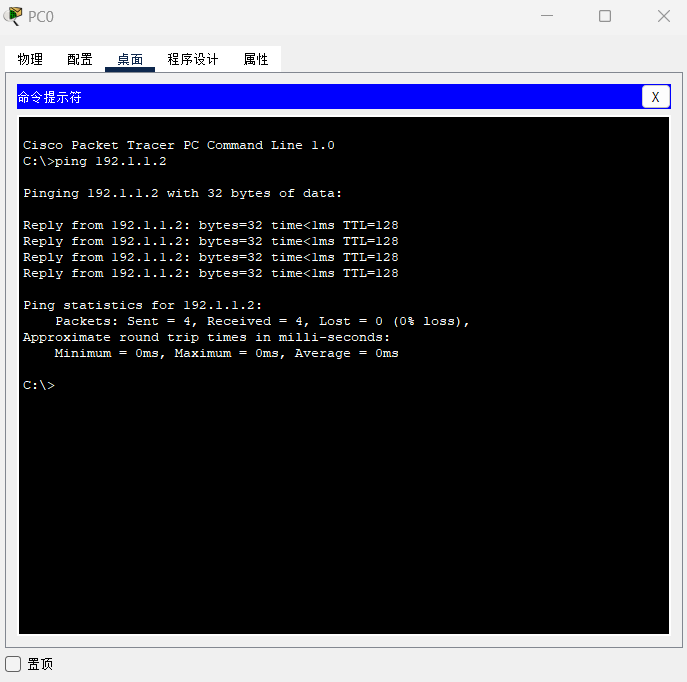 PC0
物理 配置 桌面 程序设计 属性
命令提示符 X
Cisco Packet Tracer PC Command Line 1.0
C:\>ping 192.1.1.2
Pinging 192.1.1.2 with 32 bytes of data:
Reply from 192.1.1.2: bytes=32 time<1ms TTL=128
Reply from 192.1.1.2: bytes=32 time<1ms TTL=128
Reply from 192.1.1.2: bytes=32 time<1ms TTL=128
Reply from 192.1.1.2: bytes=32 time<1ms TTL=128
Ping statistics for 192.1.1.2:
Packets: Sent = 4, Received = 4, Lost = 0 (0% loss),
Approximate round trip times in milli-seconds:
Minimum = 0ms, Maximum = 0ms, Average = 0ms
C:\>
置顶